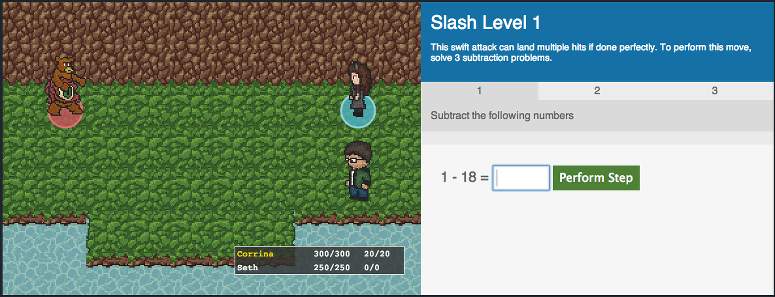 Slash Level 1
This swift attack can land multiple hits if done perfectly. To perform this move,
solve 3 subtraction problems.
1 2 3
Subtract the following numbers
1 - 18 = Perform Step
Corrina 300/300 20/20
Seth 250/250 0/0